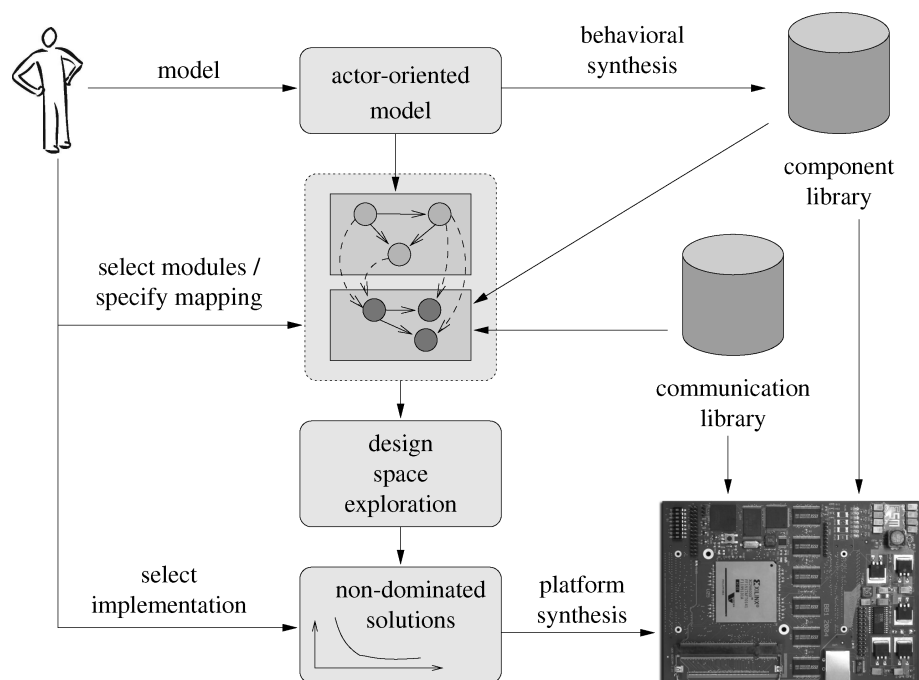 model
actor-oriented
model
behavioral
synthesis
component
library
select modules /
specify mapping
communication
library
design
space
exploration
select
implementation
non-dominated
solutions
platform
synthesis
XILINX